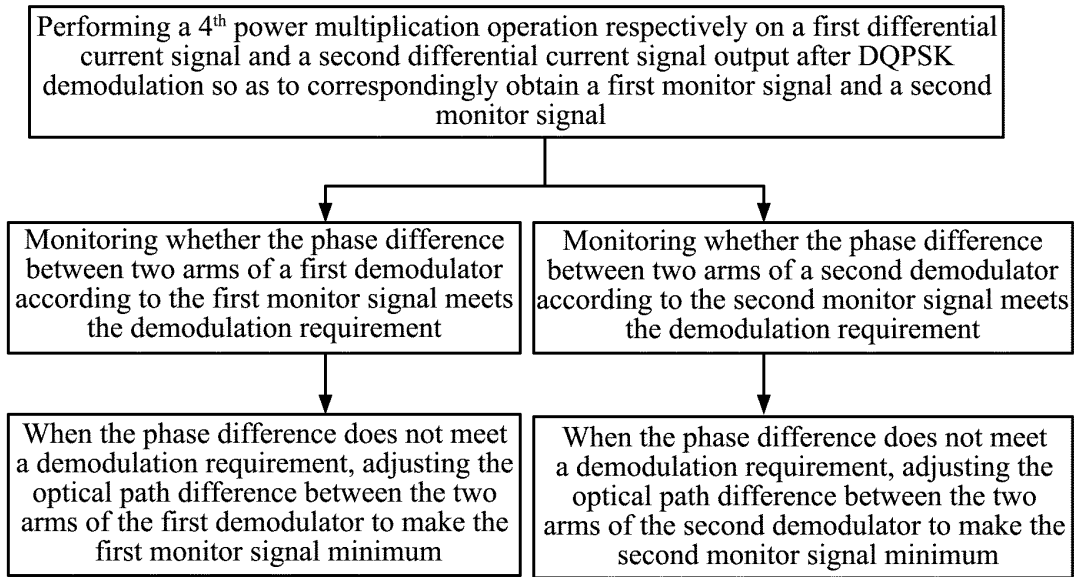 Performing a 4th power multiplication operation respectively on a first differential
current signal and a second differential current signal output after DQPSK
demodulation so as to correspondingly obtain a first monitor signal and a second
monitor signal
Monitoring whether the phase difference
between two arms of a first demodulator
according to the first monitor signal meets
the demodulation requirement
Monitoring whether the phase difference
between two arms of a second demodulator
according to the second monitor signal meets
the demodulation requirement
When the phase difference does not meet
a demodulation requirement, adjusting the
optical path difference between the two
arms of the first demodulator to make the
first monitor signal minimum
When the phase difference does not meet
a demodulation requirement, adjusting the
optical path difference between the two
arms of the second demodulator to make the
second monitor signal minimum